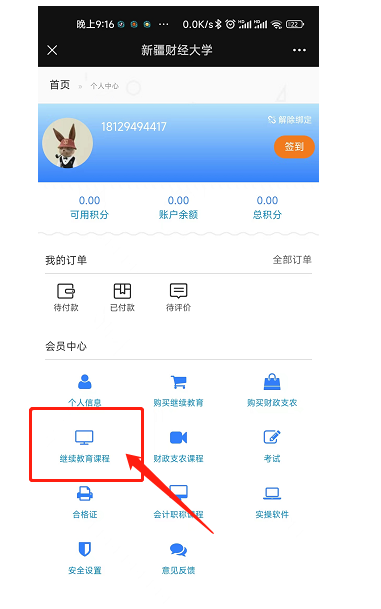 晚上9:16 ··· 0.0K/s 22
新疆财经大学 ···
首页 » 个人中心
18129494417
解除绑定
签到
0.00 0.00 0.00
可用积分 账户余额 总积分
我的订单 全部订单
待付款 已付款 待评价
会员中心
个人信息 购买继续教育 购买财政支农
继续教育课程 财政支农课程 考试
合格证 会计职称课程 实操软件
安全设置 意见反馈